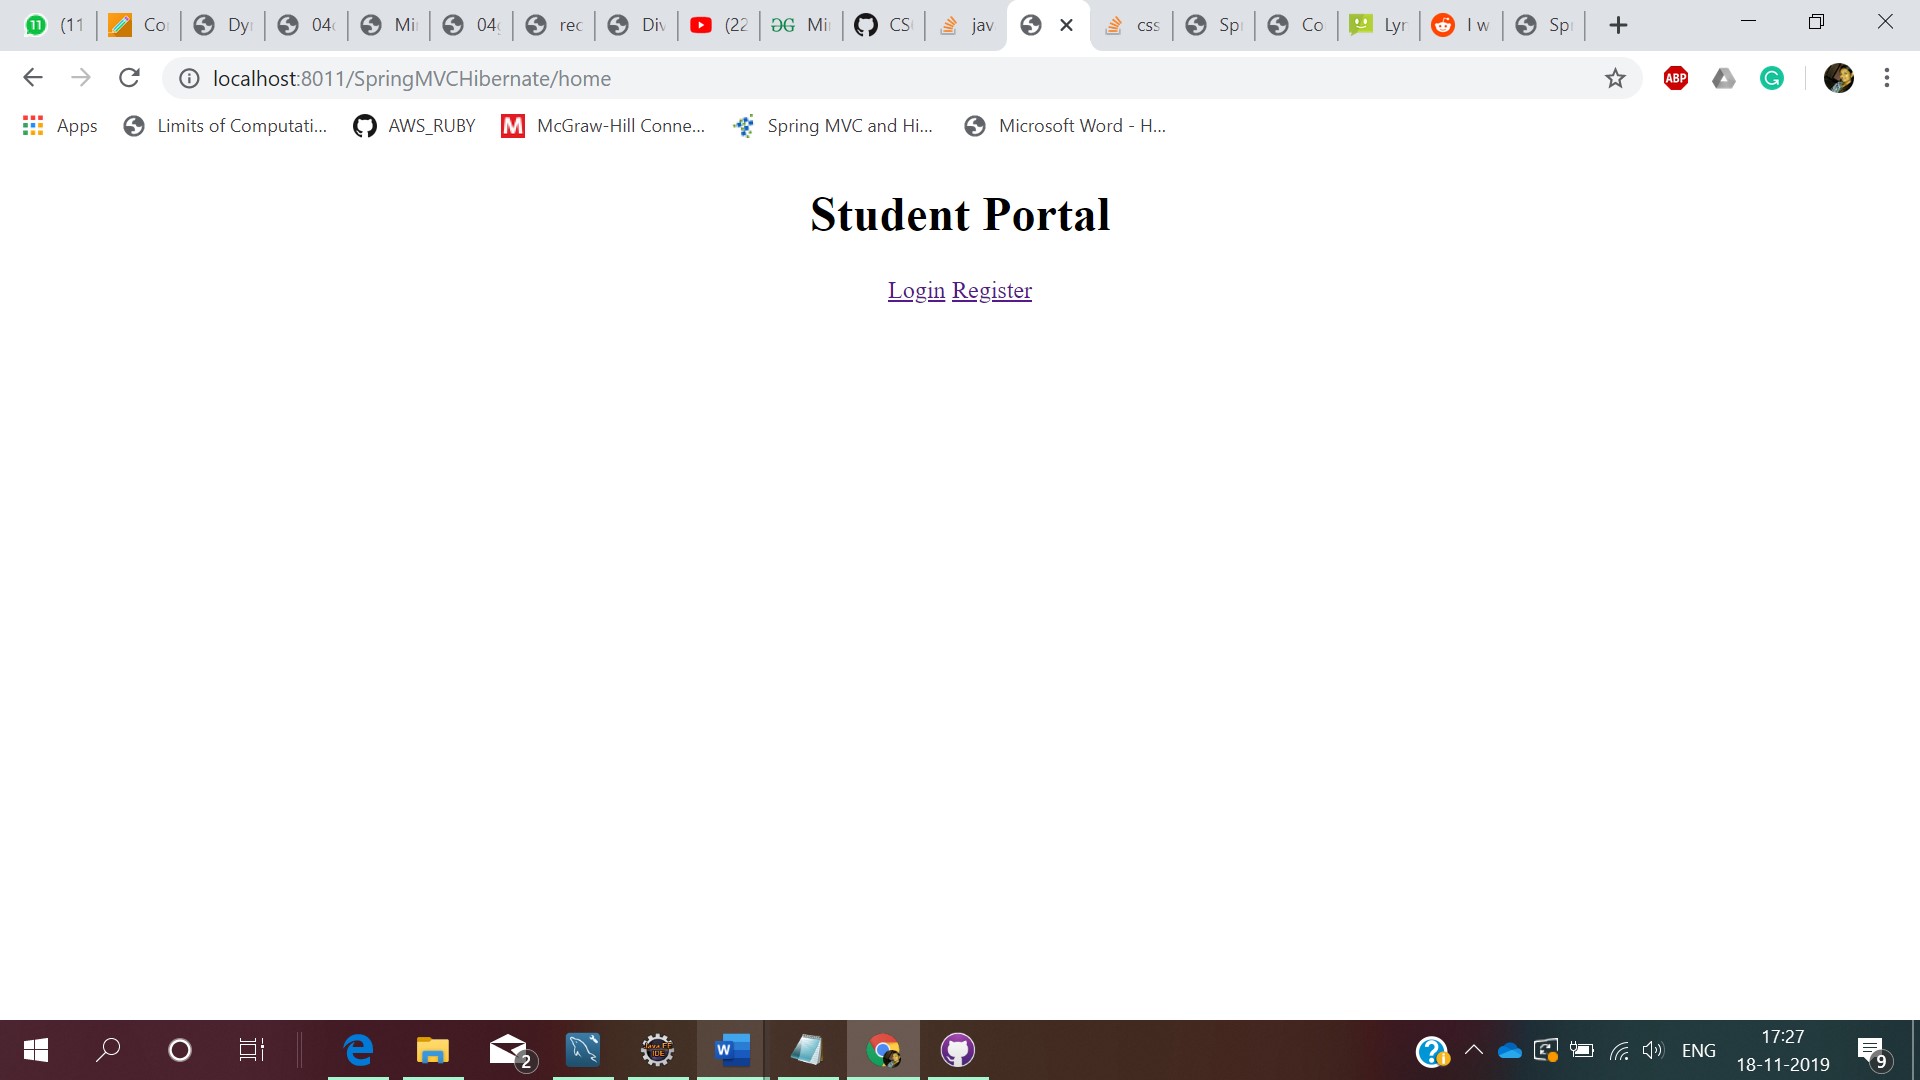 (11 Co Dy 04 Mi 04 rec Div (22 Mi CS jav css Sp Co Lyr I w Sp
localhost:8011/SpringMVCHibernate/home
ABP
Apps Limits of Computati... AWS_RUBY M McGraw-Hill Conne... Spring MVC and Hi... Microsoft Word - H...
Student Portal
Login Register
2 W ENG 17:27
18-11-2019 9